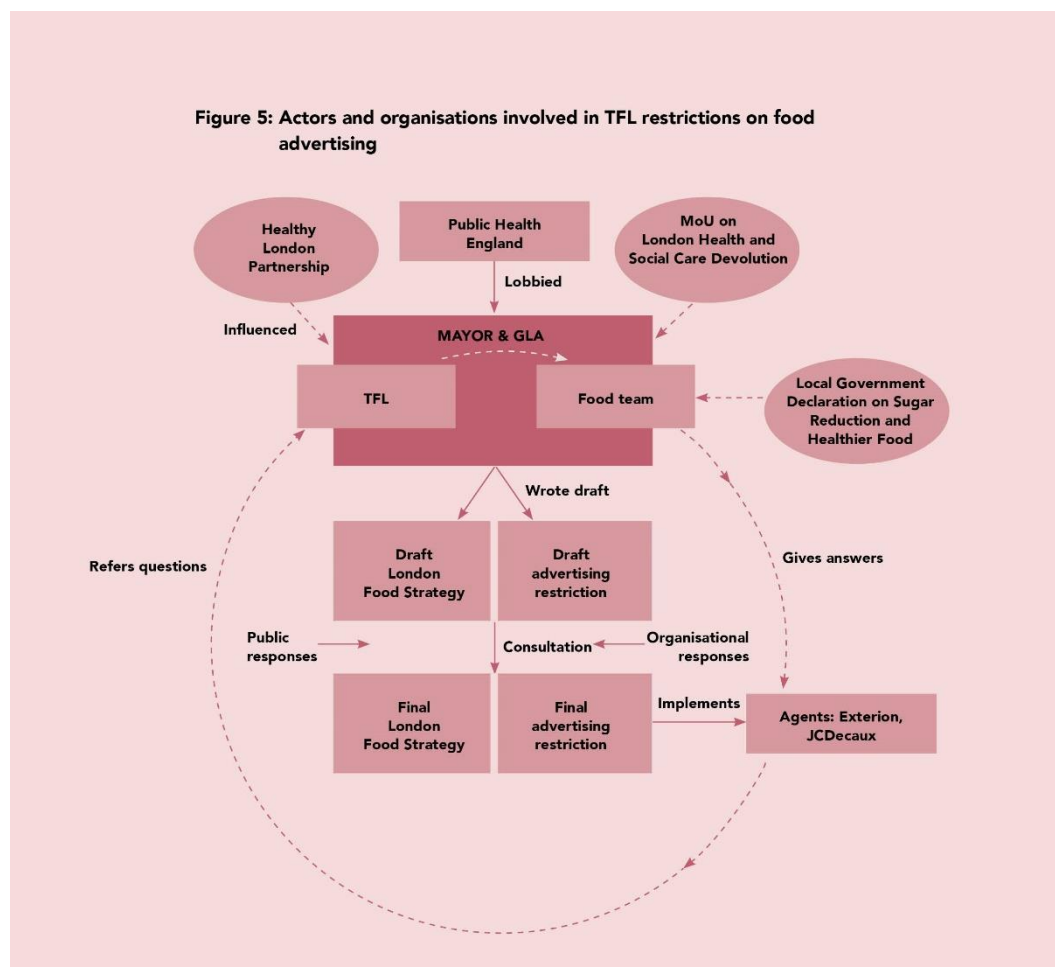 Figure 5: Actors and organisations involved in TFL restrictions on food
advertising
Healthy
London
Partnership
Public Health
England
MoU on
London Health and
Social Care Devolution
Lobbied
Influenced
MAYOR & GLA
TFL
Food team
Local Government
Declaration on Sugar
Reduction and
Healthier Food
Wrote draft
Draft
London
Food Strategy
Draft
advertising
restriction
Refers questions
Gives answers
Public
responses
Consultation
Organisational
responses
Final
London
Food Strategy
Final
advertising
restriction
Implements
Agents: Exterion,
JCDecaux